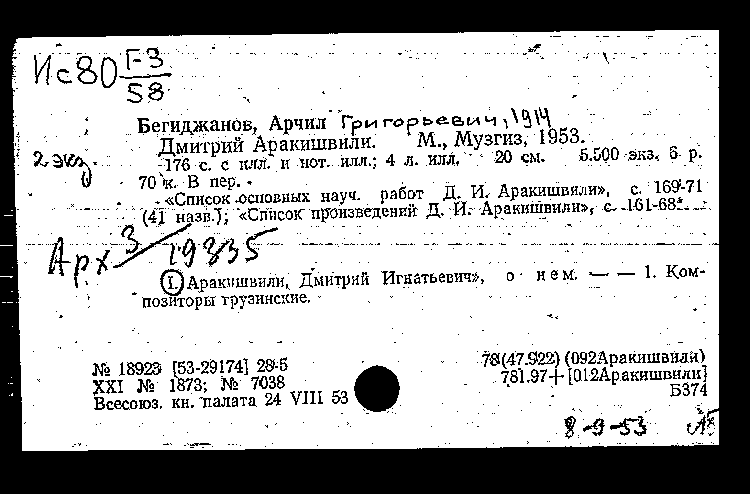 Ис80 Г-3
58
Бегиджанов, Арчил Григорьевич, 1914
Дмитрий Аракишвили. М., Музгиз, 1953.
2 экз. 176 с. с илл. и нот. илл.; 4 л. илл. 20 см. 5.500 экз. 6 р.
70 к. В пер.
«Список основных науч. работ Д. И. Аракишвили», с. 169-71
(41 назв.); «Список произведений Д. И. Аракишвили», с. 161-68.
Арх 3/19335
I. Аракишвили, Дмитрий Игнатьевич», о нем. — — 1. Ком-
позиторы грузинские.
№ 18923 [53-29174] 28·5
XXI № 1873; № 7038
Всесоюз. кн. палата 24 VIII 53
78(47.922) (092Аракишвили)
781.97+[012Аракишвили]
Б374
8-9-53